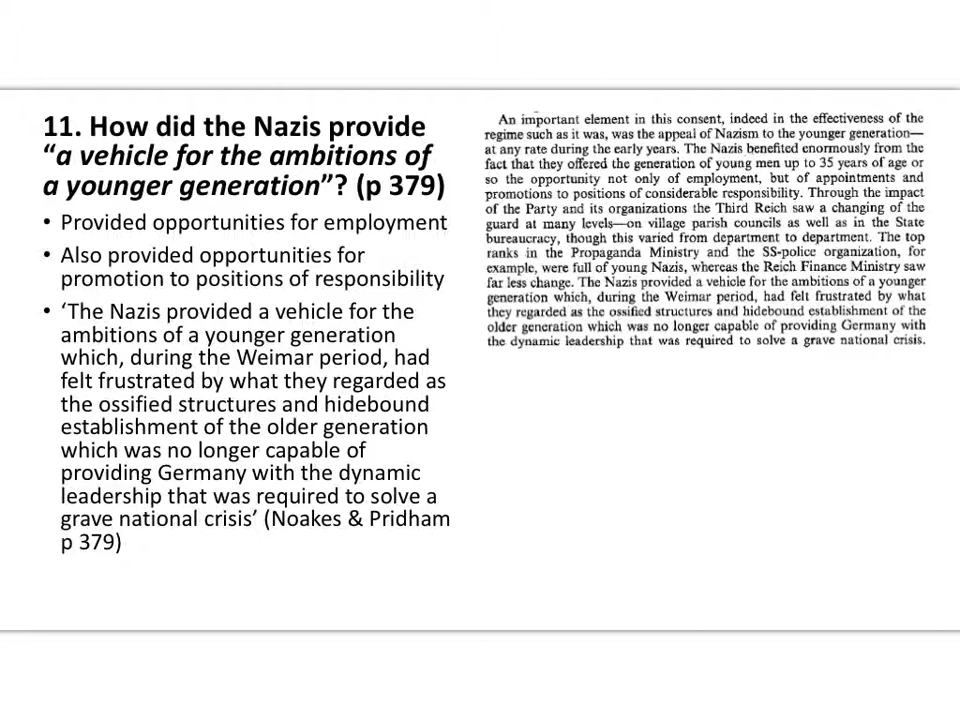 11. How did the Nazis provide
“a vehicle for the ambitions of
a younger generation”? (p 379)
• Provided opportunities for employment
• Also provided opportunities for
promotion to positions of responsibility
• ‘The Nazis provided a vehicle for the
ambitions of a younger generation
which, during the Weimar period, had
felt frustrated by what they regarded as
the ossified structures and hidebound
establishment of the older generation
which was no longer capable of
providing Germany with the dynamic
leadership that was required to solve a
grave national crisis’ (Noakes & Pridham
p 379)
An important element in this consent, indeed in the effectiveness of the
regime such as it was, was the appeal of Nazism to the younger generation—
at any rate during the early years. The Nazis benefited enormously from the
fact that they offered the generation of young men up to 35 years of age or
so the opportunity not only of employment, but of appointments and
promotions to positions of considerable responsibility. Through the impact
of the Party and its organizations the Third Reich saw a changing of the
guard at many levels—on village parish councils as well as in the State
bureaucracy, though this varied from department to department. The top
ranks in the Propaganda Ministry and the SS-police organization, for
example, were full of young Nazis, whereas the Reich Finance Ministry saw
far less change. The Nazis provided a vehicle for the ambitions of a younger
generation which, during the Weimar period, had felt frustrated by what
they regarded as the ossified structures and hidebound establishment of the
older generation which was no longer capable of providing Germany with
the dynamic leadership that was required to solve a grave national crisis.